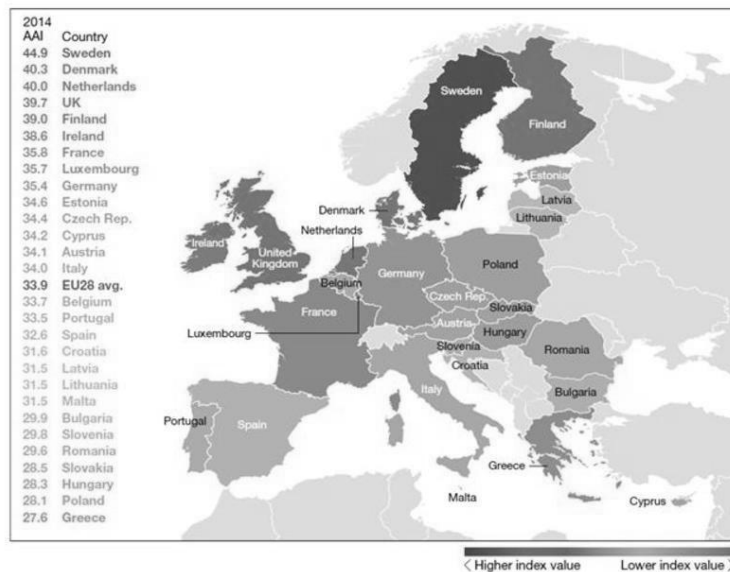 2014
AAI Country
44.9 Sweden
40.3 Denmark
40.0 Netherlands
39.7 UK
39.0 Finland
38.6 Ireland
35.8 France
35.7 Luxembourg
35.4 Germany
34.6 Estonia
34.4 Czech Rep.
34.2 Cyprus
34.1 Austria
34.0 Italy
33.9 EU28 avg.
33.7 Belgium
33.5 Portugal
32.6 Spain
31.6 Croatia
31.5 Latvia
31.5 Lithuania
31.5 Malta
29.9 Bulgaria
29.8 Slovenia
29.6 Romania
28.5 Slovakia
28.3 Hungary
28.1 Poland
27.6 Greece
Sweden
Finland
Estonia
Latvia
Lithuania
Denmark
Netherlands
Ireland
United
Kingdom
Belgium
Germany
Poland
Czech Rep.
Slovakia
France
Luxembourg
Austria
Hungary
Slovenia
Croatia
Romania
Bulgaria
Italy
Portugal
Spain
Greece
Malta
Cyprus
< Higher index value Lower index value >